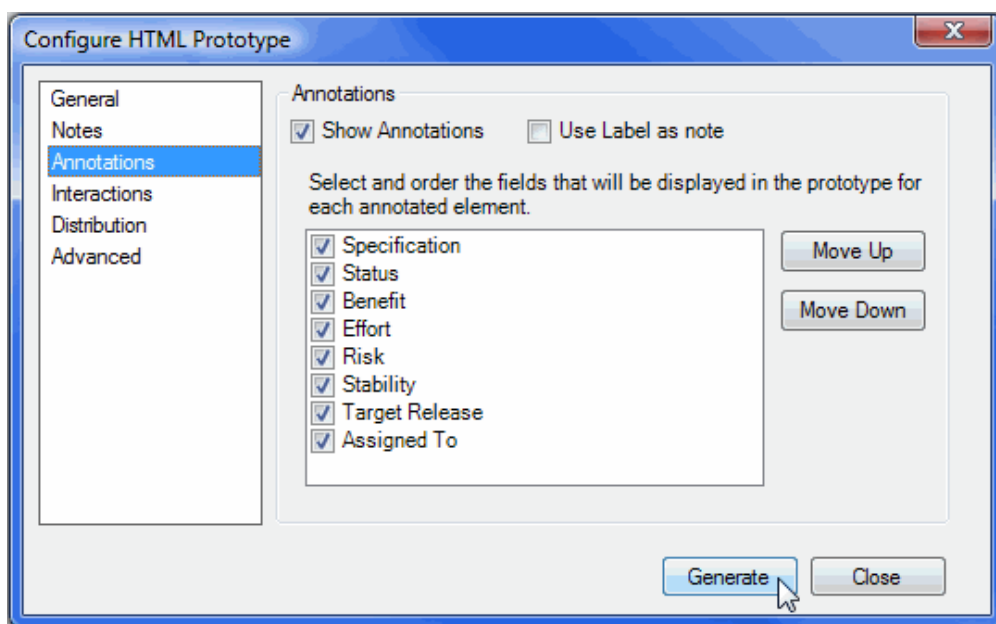 Configure HTML Prototype
General
Notes
Annotations
Interactions
Distribution
Advanced
Annotations
Show Annotations
Use Label as note
Select and order the fields that will be displayed in the prototype for
each annotated element.
Specification
Status
Benefit
Effort
Risk
Stability
Target Release
Assigned To
Move Up
Move Down
Generate
Close